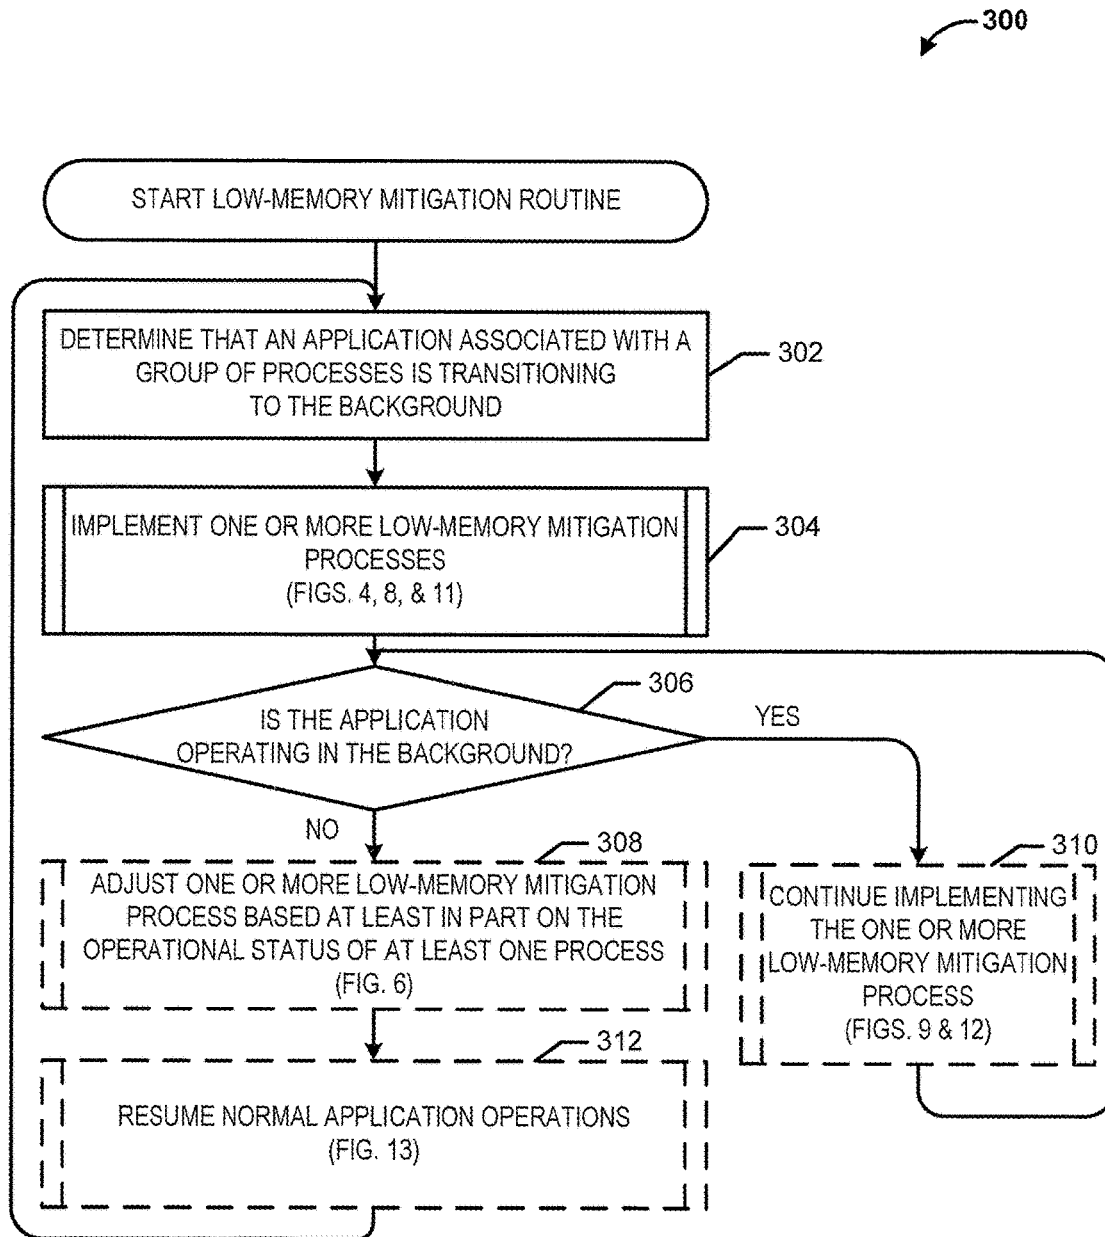 300
START LOW-MEMORY MITIGATION ROUTINE
DETERMINE THAT AN APPLICATION ASSOCIATED WITH A
GROUP OF PROCESSES IS TRANSITIONING
TO THE BACKGROUND
302
IMPLEMENT ONE OR MORE LOW-MEMORY MITIGATION
PROCESSES
(FIGS. 4, 8, & 11)
304
306
IS THE APPLICATION
OPERATING IN THE BACKGROUND?
YES
NO
308
ADJUST ONE OR MORE LOW-MEMORY MITIGATION
PROCESS BASED AT LEAST IN PART ON THE
OPERATIONAL STATUS OF AT LEAST ONE PROCESS
(FIG. 6)
310
CONTINUE IMPLEMENTING
THE ONE OR MORE
LOW-MEMORY MITIGATION
PROCESS
(FIGS. 9 & 12)
312
RESUME NORMAL APPLICATION OPERATIONS
(FIG. 13)